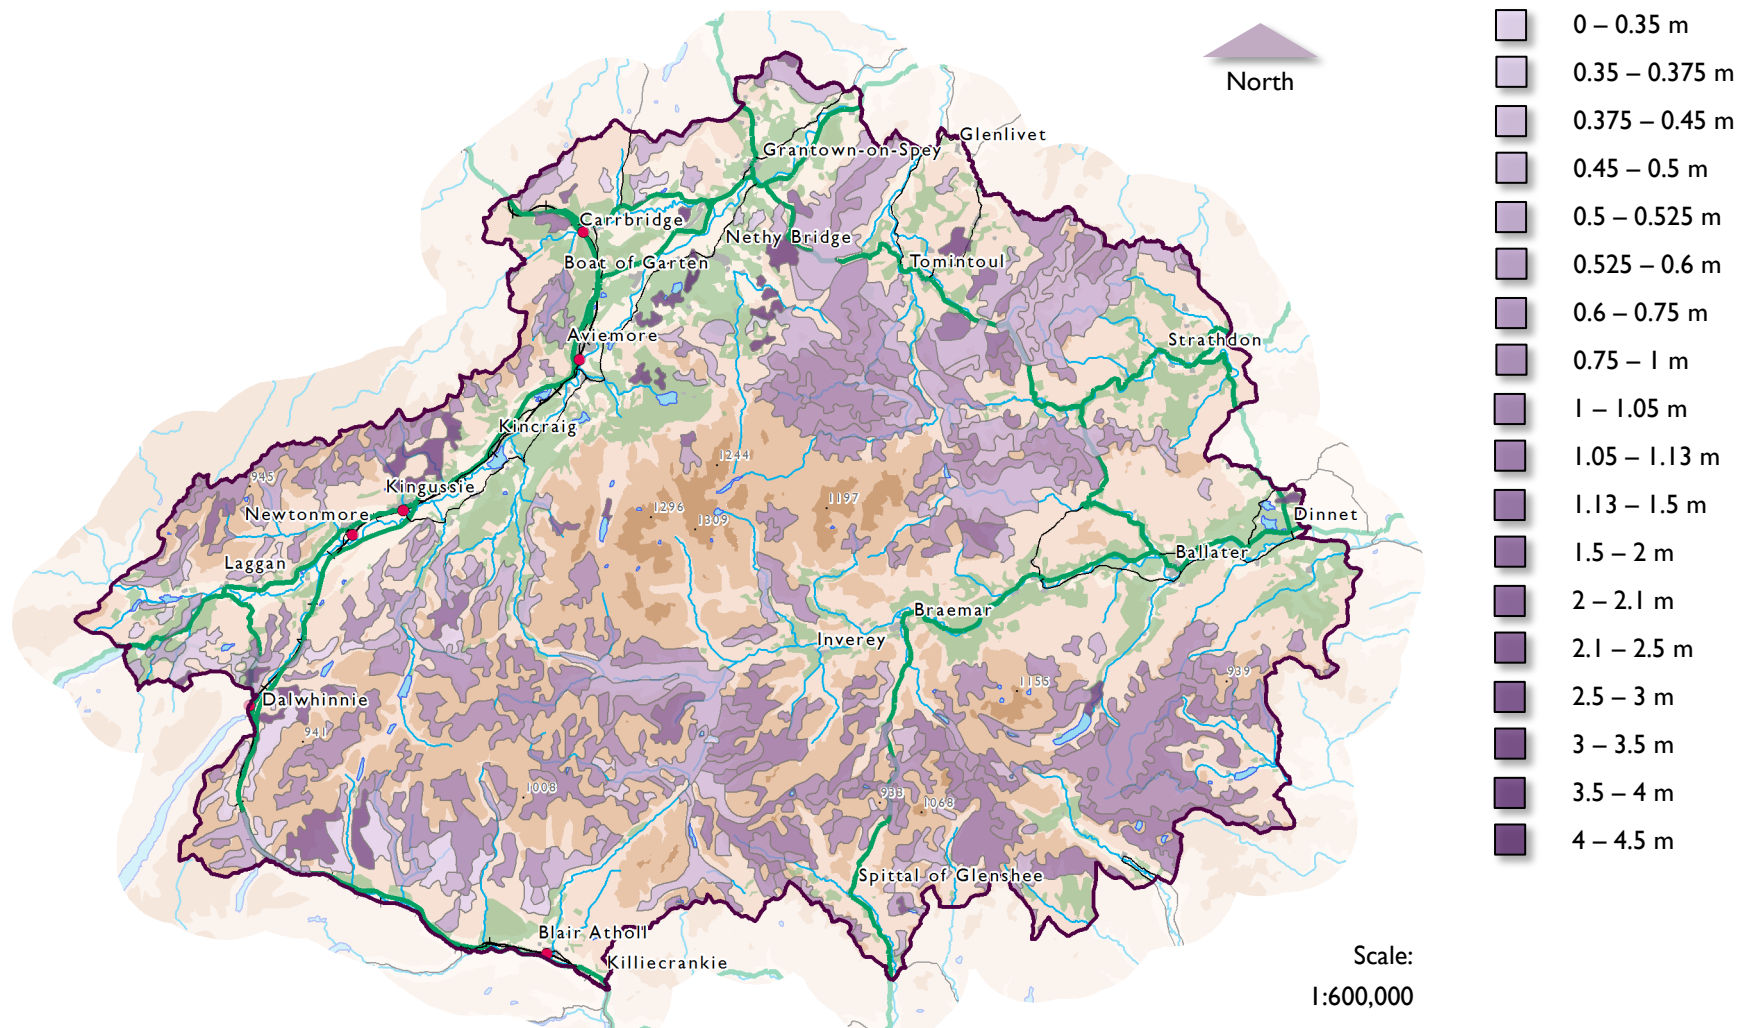 North
Glenlivet
Grantown-on-Spey
Carrbridge
Nethy Bridge
Boat of Garten
Tomintoul
Aviemore
Strathdon
Kincraig
1244
945
Kingussie
1197
1296
1309
Newtonmore
Dinnet
Laggan
Ballater
Braemar
Inverey
939
1155
Dalwhinnie
941
1008
933
1068
Spittal of Glenshee
Blair Atholl
Killiecrankie
0 – 0.35 m
0.35 – 0.375 m
0.375 – 0.45 m
0.45 – 0.5 m
0.5 – 0.525 m
0.525 – 0.6 m
0.6 – 0.75 m
0.75 – 1 m
1 – 1.05 m
1.05 – 1.13 m
1.13 – 1.5 m
1.5 – 2 m
2 – 2.1 m
2.1 – 2.5 m
2.5 – 3 m
3 – 3.5 m
3.5 – 4 m
4 – 4.5 m
Scale:
1:600,000